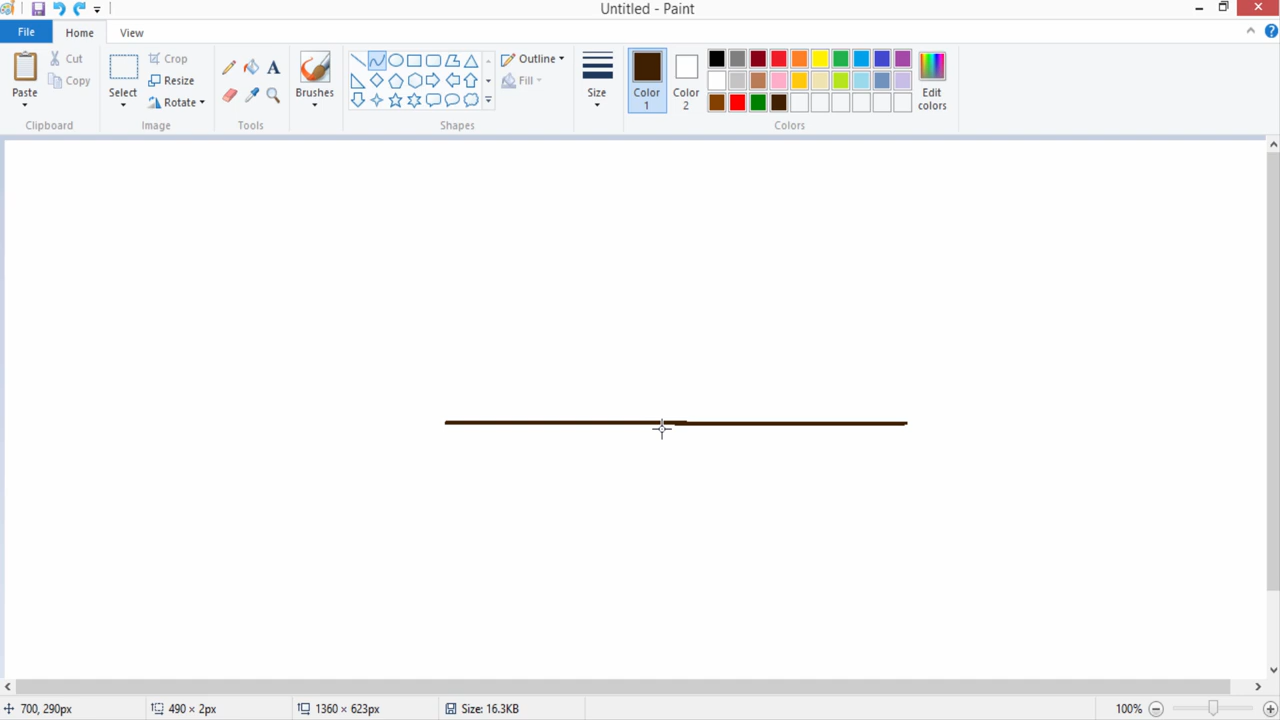 Untitled - Paint
File Home View
Paste
Cut
Copy
Clipboard
Select
Crop
Resize
Rotate
Image
A
Tools
Brushes
Outline
Fill
Shapes
Size
Color 1
Color 2
Edit colors
Colors
700, 290px
490 × 2px
1360 × 623px
Size: 16.3KB
100%